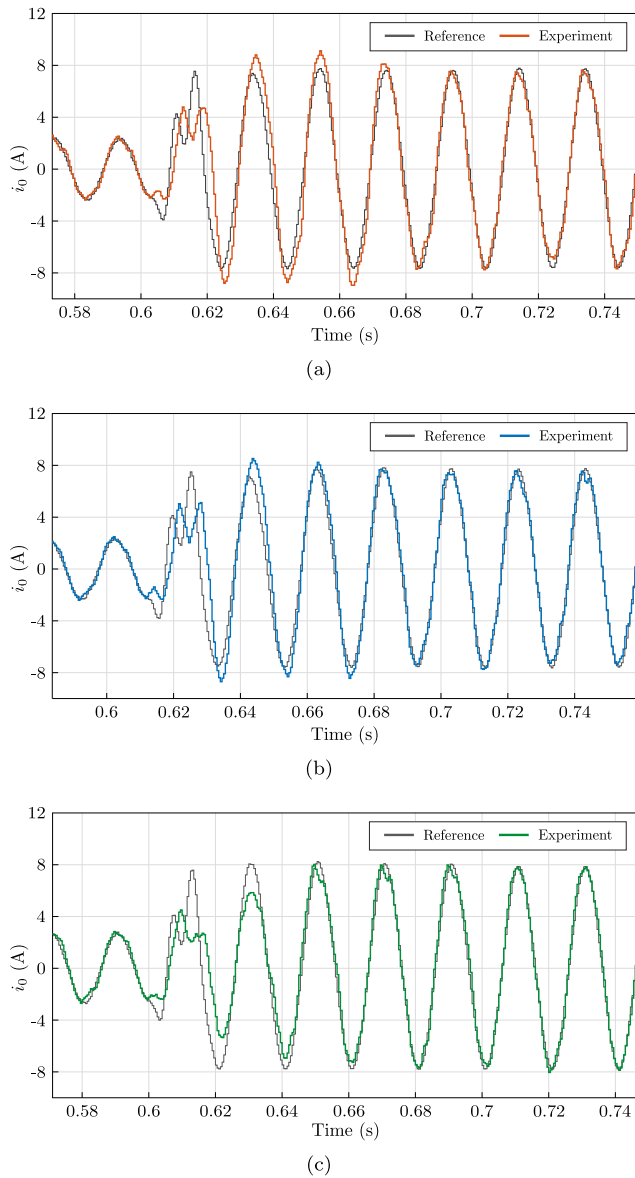 12
Reference Experiment
8
4
i₀ (A)
0
-4
-8
0.58 0.6 0.62 0.64 0.66 0.68 0.7 0.72 0.74
Time (s)
(a)
12
Reference Experiment
8
4
i₀ (A)
0
-4
-8
0.6 0.62 0.64 0.66 0.68 0.7 0.72 0.74
Time (s)
(b)
12
Reference Experiment
8
4
i₀ (A)
0
-4
-8
0.58 0.6 0.62 0.64 0.66 0.68 0.7 0.72 0.74
Time (s)
(c)